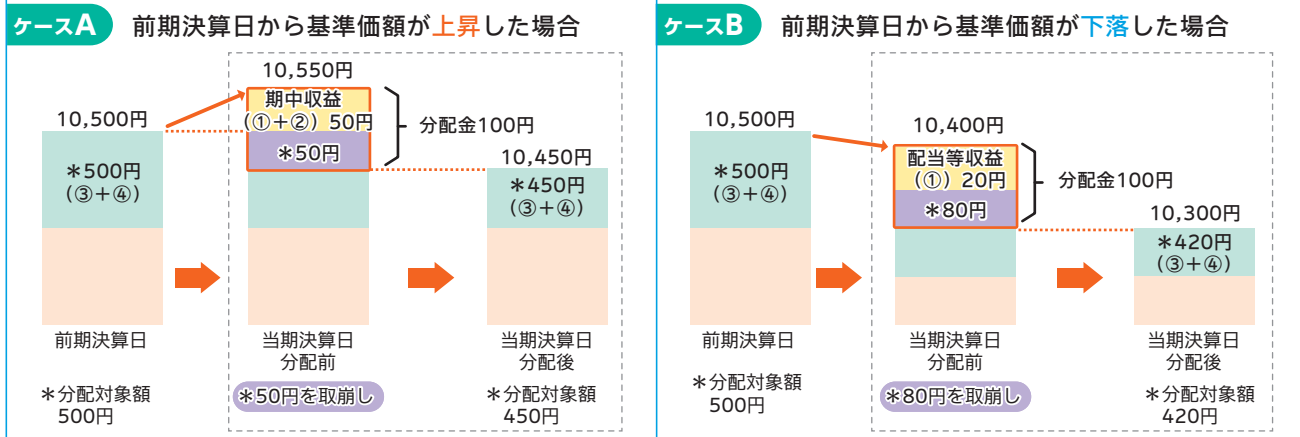 ケースA 前期決算日から基準価額が上昇した場合
10,550円
10,500円
期中収益
(①+②) 50円
分配金100円
*50円
*500円
(③+④)
10,450円
*450円
(③+④)
前期決算日
当期決算日
分配前
当期決算日
分配後
*分配対象額
500円
*50円を取崩し
*分配対象額
450円
ケースB 前期決算日から基準価額が下落した場合
10,500円
10,400円
*500円
(③+④)
配当等収益
(①) 20円
分配金100円
*80円
10,300円
*420円
(③+④)
前期決算日
当期決算日
分配前
当期決算日
分配後
*分配対象額
500円
*80円を取崩し
*分配対象額
420円